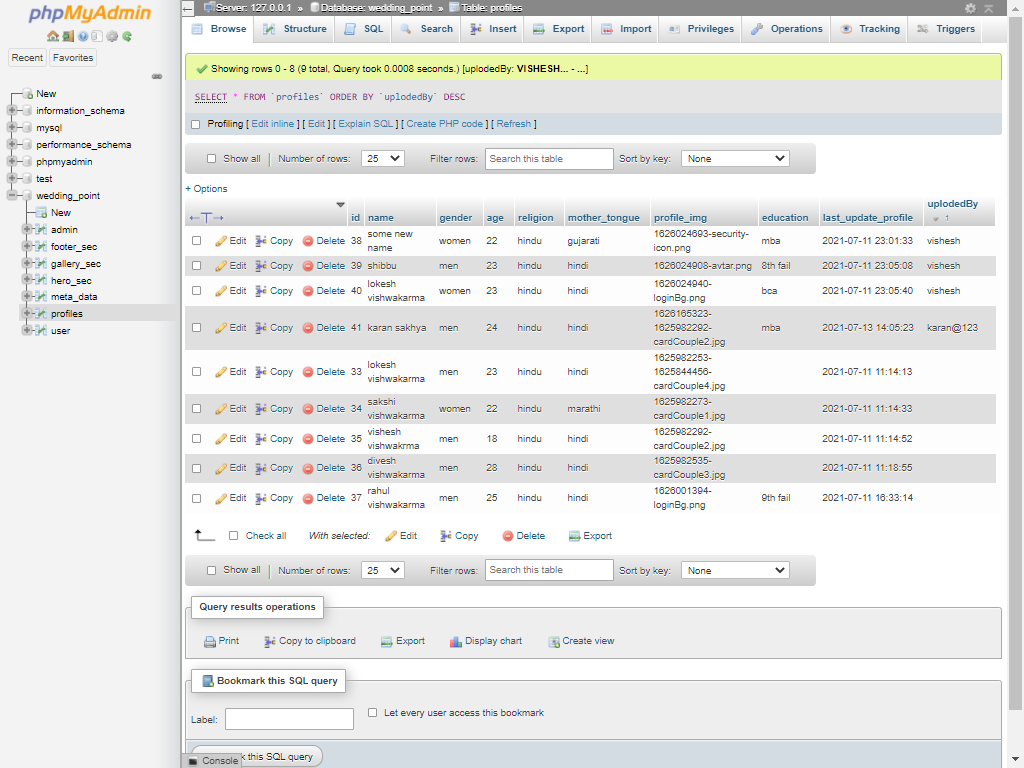 phpMyAdmin
Recent Favorites
New
information_schema
mysql
performance_schema
phpmyadmin
test
wedding_point
New
admin
footer_sec
gallery_sec
hero_sec
meta_data
profiles
user
Server: 127.0.0.1 » Database: wedding_point » Table: profiles
Browse Structure SQL Search Insert Export Import Privileges Operations Tracking Triggers
Showing rows 0 - 8 (9 total, Query took 0.0008 seconds.) [uplodedBy: VISHESH... - ...]
SELECT * FROM `profiles` ORDER BY `uplodedBy` DESC
Profiling [ Edit inline ] [ Edit ] [ Explain SQL ] [ Create PHP code ] [ Refresh ]
Show all | Number of rows: 25 Filter rows: Search this table Sort by key: None
+ Options
←T→ id name gender age religion mother_tongue profile_img education last_update_profile uplodedBy 1
Edit Copy Delete 38 some new name women 22 hindu gujarati 1626024693-security-icon.png mba 2021-07-11 23:01:33 vishesh
Edit Copy Delete 39 shibbu men 23 hindu hindi 1626024908-avtar.png 8th fail 2021-07-11 23:05:08 vishesh
Edit Copy Delete 40 lokesh vishwakarma women 23 hindu hindi 1626024940-loginBg.png bca 2021-07-11 23:05:40 vishesh
Edit Copy Delete 41 karan sakhya men 24 hindu hindi 1626165323-1625982292-cardCouple2.jpg mba 2021-07-13 14:05:23 karan@123
Edit Copy Delete 33 lokesh vishwakarma men 23 hindu hindi 1625982253-1625844456-cardCouple4.jpg 2021-07-11 11:14:13
Edit Copy Delete 34 sakshi vishwakarma women 22 hindu marathi 1625982273-cardCouple1.jpg 2021-07-11 11:14:33
Edit Copy Delete 35 vishesh vishwakrma men 18 hindu hindi 1625982292-cardCouple2.jpg 2021-07-11 11:14:52
Edit Copy Delete 36 divesh vishwakarma men 28 hindu hindi 1625982535-cardCouple3.jpg 2021-07-11 11:18:55
Edit Copy Delete 37 rahul vishwakarma men 25 hindu hindi 1626001394-loginBg.png 9th fail 2021-07-11 16:33:14
Check all With selected: Edit Copy Delete Export
Show all | Number of rows: 25 Filter rows: Search this table Sort by key: None
Query results operations
Print Copy to clipboard Export Display chart Create view
Bookmark this SQL query
Label: Let every user access this bookmark
k this SQL query
Console